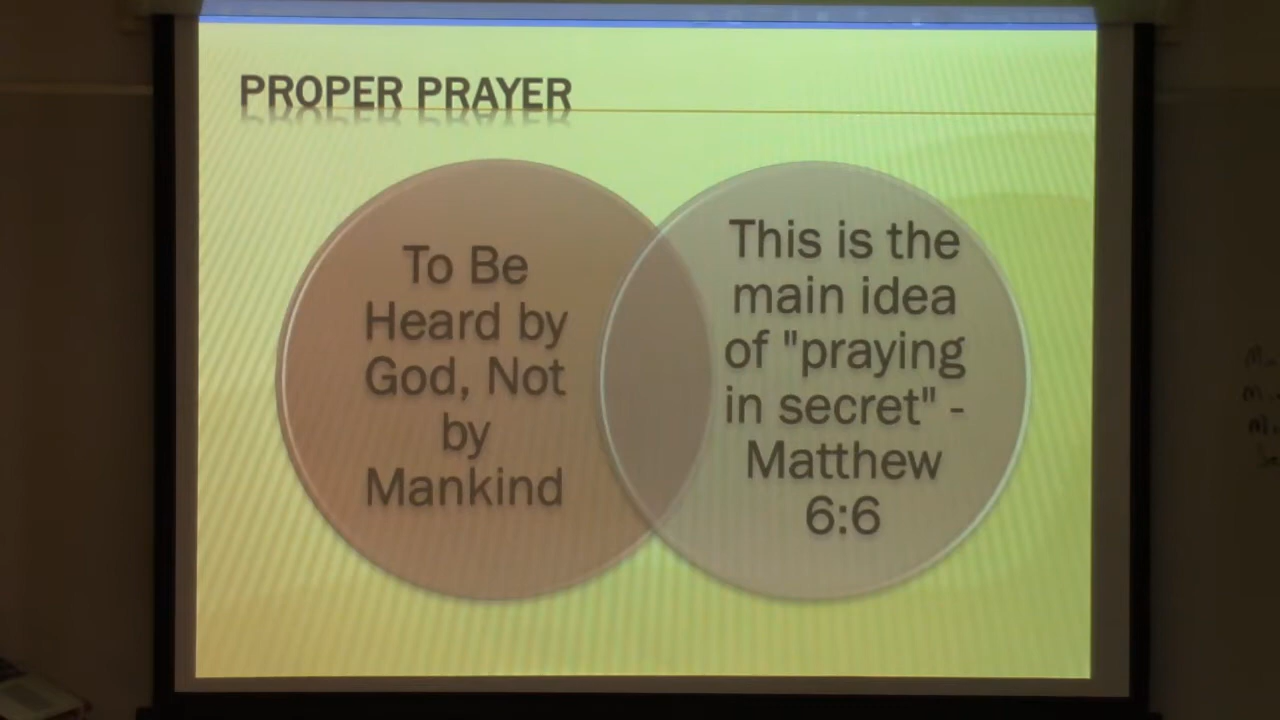 PROPER PRAYER
To Be
Heard by
God, Not
by
Mankind
This is the
main idea
of "praying
in secret" -
Matthew
6:6